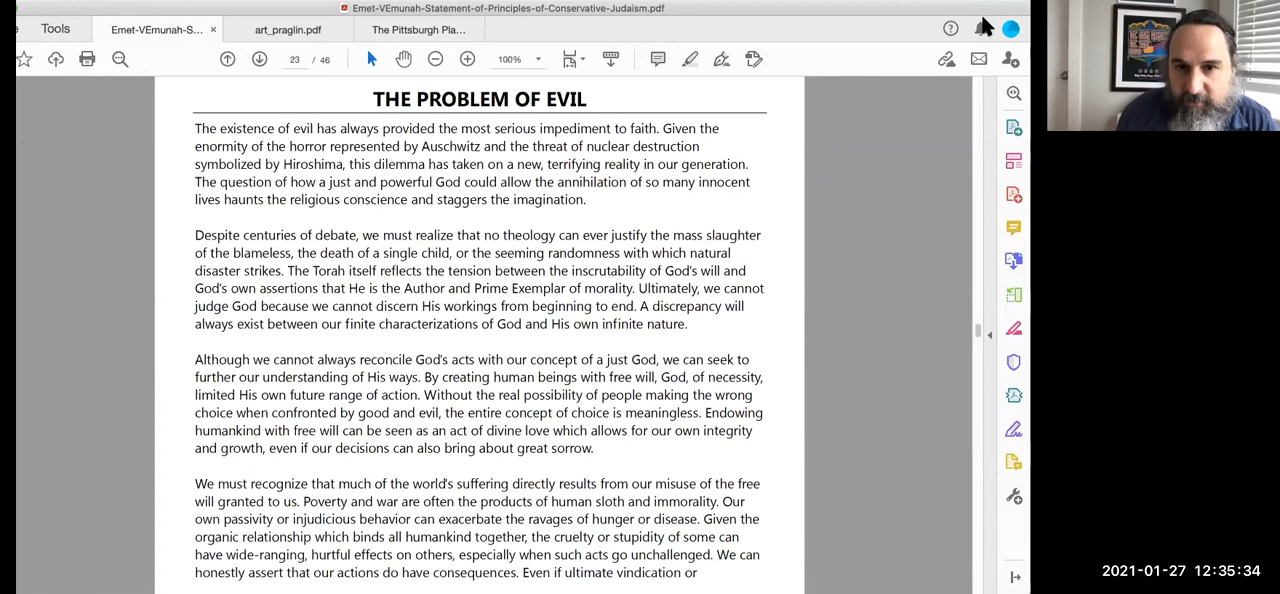 Emet-VEmunah-Statement-of-Principles-of-Conservative-Judaism.pdf
Tools
Emet-VEmunah-S... ×
art_praglin.pdf
The Pittsburgh Pla...
23 / 46
100%
THE PROBLEM OF EVIL
The existence of evil has always provided the most serious impediment to faith. Given the
enormity of the horror represented by Auschwitz and the threat of nuclear destruction
symbolized by Hiroshima, this dilemma has taken on a new, terrifying reality in our generation.
The question of how a just and powerful God could allow the annihilation of so many innocent
lives haunts the religious conscience and staggers the imagination.
Despite centuries of debate, we must realize that no theology can ever justify the mass slaughter
of the blameless, the death of a single child, or the seeming randomness with which natural
disaster strikes. The Torah itself reflects the tension between the inscrutability of God's will and
God's own assertions that He is the Author and Prime Exemplar of morality. Ultimately, we cannot
judge God because we cannot discern His workings from beginning to end. A discrepancy will
always exist between our finite characterizations of God and His own infinite nature.
Although we cannot always reconcile God's acts with our concept of a just God, we can seek to
further our understanding of His ways. By creating human beings with free will, God, of necessity,
limited His own future range of action. Without the real possibility of people making the wrong
choice when confronted by good and evil, the entire concept of choice is meaningless. Endowing
humankind with free will can be seen as an act of divine love which allows for our own integrity
and growth, even if our decisions can also bring about great sorrow.
We must recognize that much of the world's suffering directly results from our misuse of the free
will granted to us. Poverty and war are often the products of human sloth and immorality. Our
own passivity or injudicious behavior can exacerbate the ravages of hunger or disease. Given the
organic relationship which binds all humankind together, the cruelty or stupidity of some can
have wide-ranging, hurtful effects on others, especially when such acts go unchallenged. We can
honestly assert that our actions do have consequences. Even if ultimate vindication or
2021-01-27 12:35:34